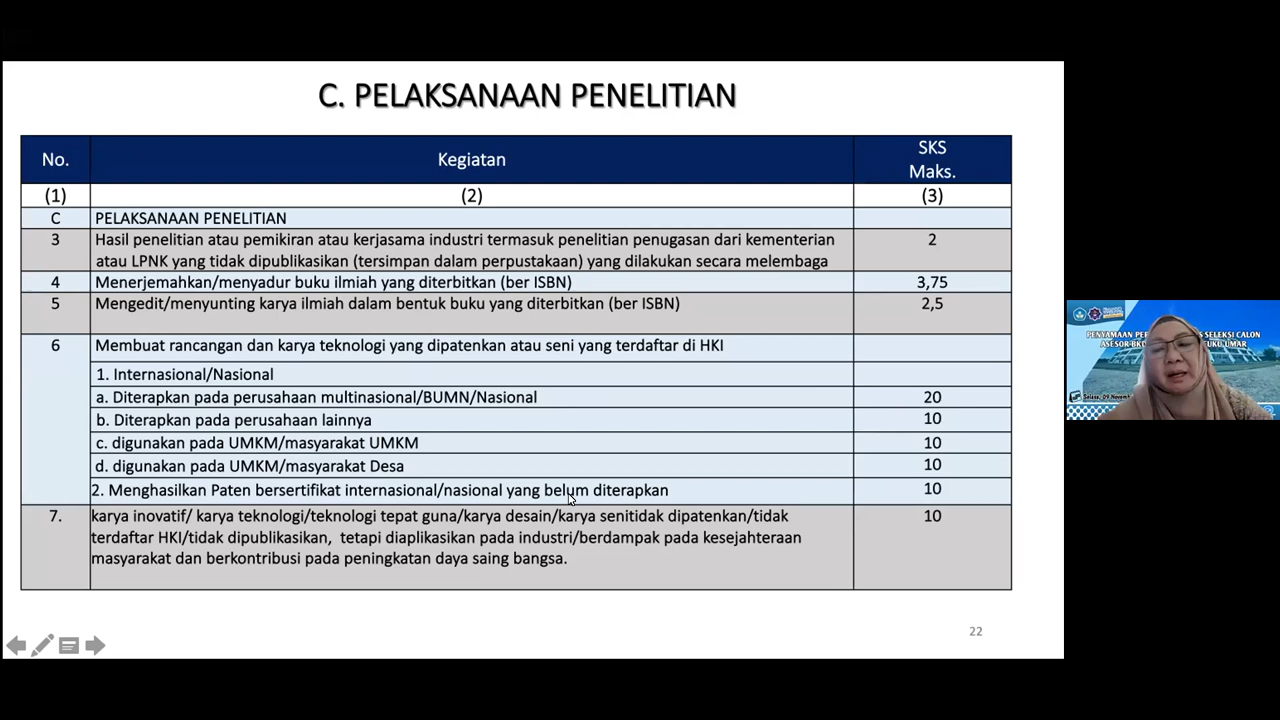 C. PELAKSANAAN PENELITIAN
No. Kegiatan SKS Maks.
(1) (2) (3)
C PELAKSANAAN PENELITIAN
3 Hasil penelitian atau pemikiran atau kerjasama industri termasuk penelitian penugasan dari kementerian 2
atau LPNK yang tidak dipublikasikan (tersimpan dalam perpustakaan) yang dilakukan secara melembaga
4 Menerjemahkan/menyadur buku ilmiah yang diterbitkan (ber ISBN) 3,75
5 Mengedit/menyunting karya ilmiah dalam bentuk buku yang diterbitkan (ber ISBN) 2,5
6 Membuat rancangan dan karya teknologi yang dipatenkan atau seni yang terdaftar di HKI
1. Internasional/Nasional
a. Diterapkan pada perusahaan multinasional/BUMN/Nasional 20
b. Diterapkan pada perusahaan lainnya 10
c. digunakan pada UMKM/masyarakat UMKM 10
d. digunakan pada UMKM/masyarakat Desa 10
2. Menghasilkan Paten bersertifikat internasional/nasional yang belum diterapkan 10
7. karya inovatif/ karya teknologi/teknologi tepat guna/karya desain/karya senitidak dipatenkan/tidak 10
terdaftar HKI/tidak dipublikasikan, tetapi diaplikasikan pada industri/berdampak pada kesejahteraan
masyarakat dan berkontribusi pada peningkatan daya saing bangsa.
22
PENYAMAAN SELEKSI CALON
ASESOR UMAR
Selasa, 09